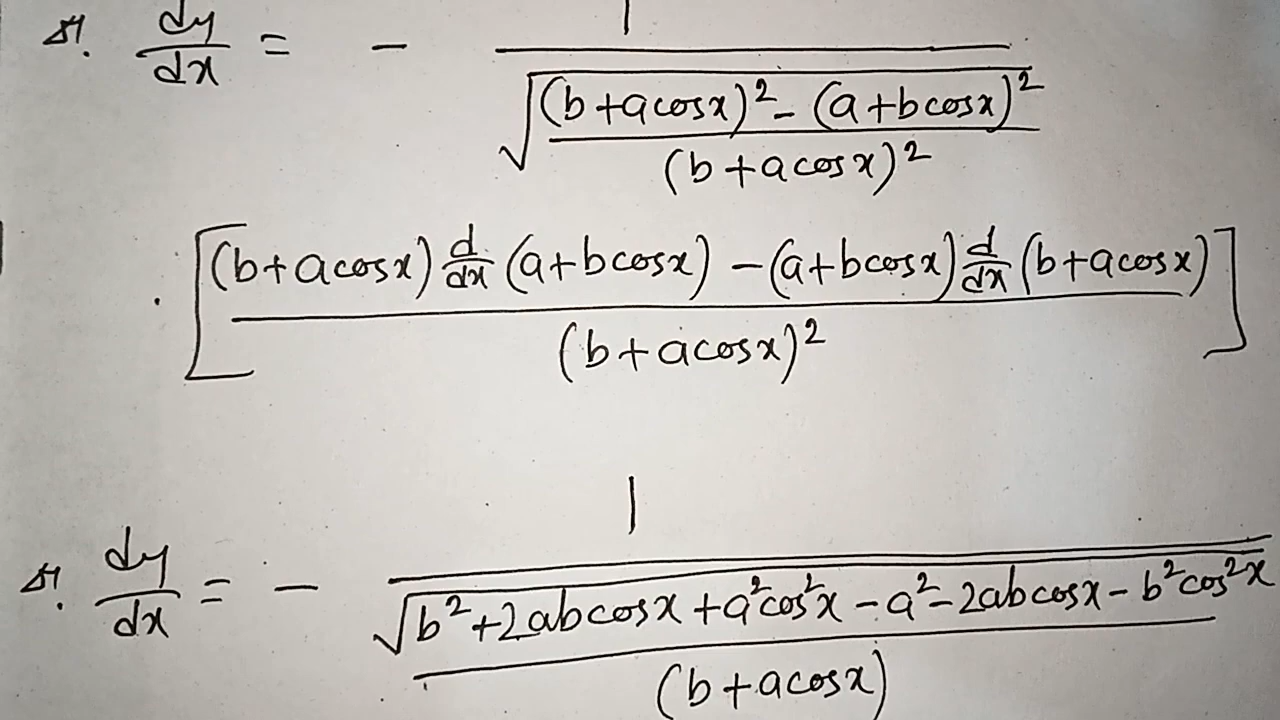 dy/dx = - 1/√(((b+acosx)² - (a+bcosx)²)/(b+acosx)²)
· [((b+acosx) d/dx (a+bcosx) - (a+bcosx) d/dx (b+acosx))/(b+acosx)²]
dy/dx = - 1/(√(b²+2abcosx+a²cos²x-a²-2abcosx-b²cos²x)/(b+acosx))